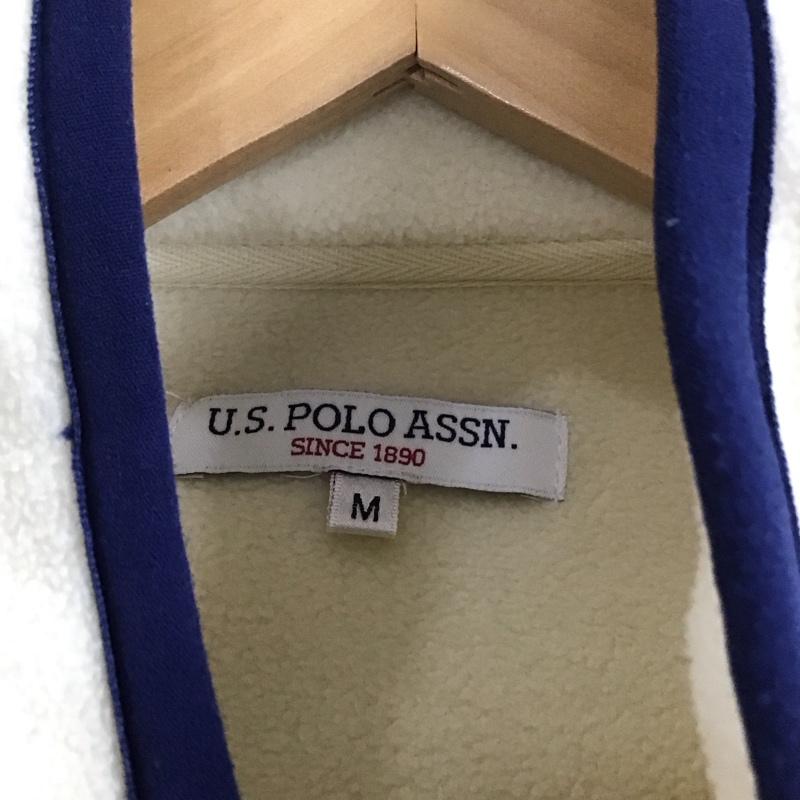 U.S. POLO ASSN.
SINCE 1890
M